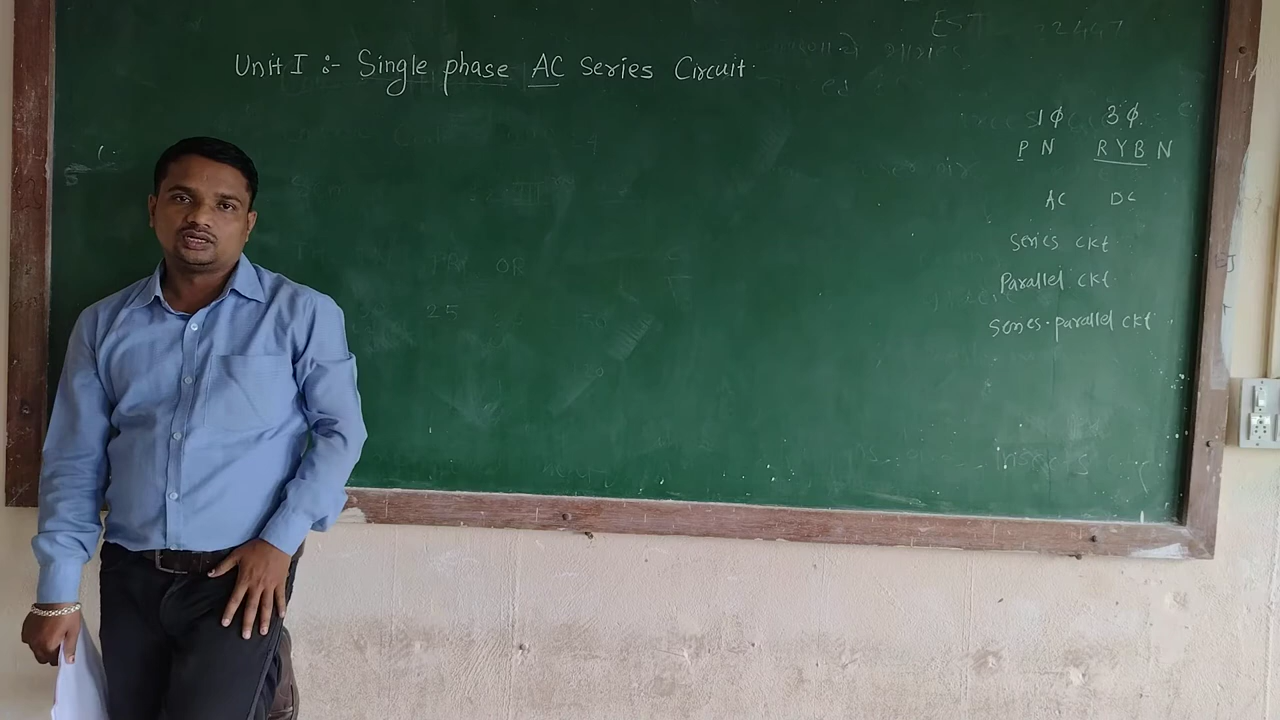 Unit I :- Single phase AC Series Circuit
1ϕ 3ϕ
P N R Y B N
AC DC
Series ckt
Parallel ckt.
Series-parallel ckt